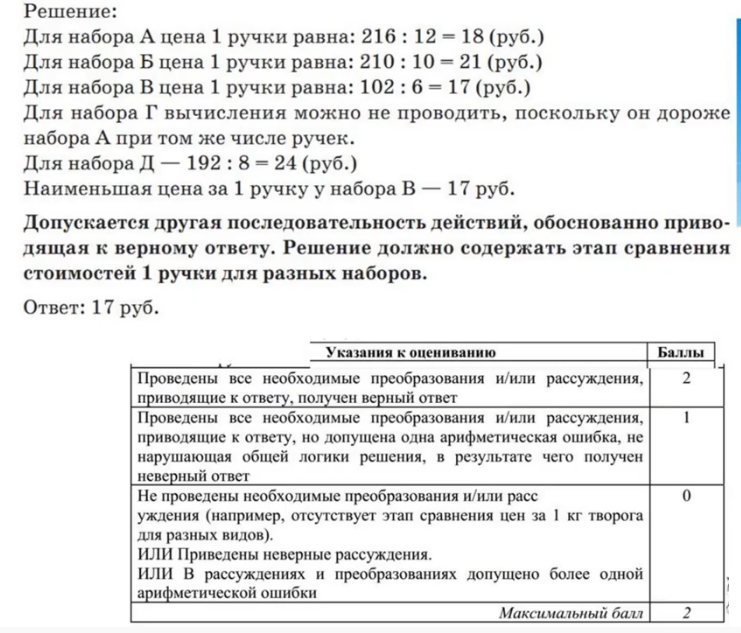 Решение:
Для набора А цена 1 ручки равна: 216 : 12 = 18 (руб.)
Для набора Б цена 1 ручки равна: 210 : 10 = 21 (руб.)
Для набора В цена 1 ручки равна: 102 : 6 = 17 (руб.)
Для набора Г вычисления можно не проводить, поскольку он дороже
набора А при том же числе ручек.
Для набора Д — 192 : 8 = 24 (руб.)
Наименьшая цена за 1 ручку у набора В — 17 руб.
Допускается другая последовательность действий, обоснованно приво-
дящая к верному ответу. Решение должно содержать этап сравнения
стоимостей 1 ручки для разных наборов.
Ответ: 17 руб.
Указания к оцениванию Баллы
Проведены все необходимые преобразования и/или рассуждения, 2
приводящие к ответу, получен верный ответ
Проведены все необходимые преобразования и/или рассуждения, 1
приводящие к ответу, но допущена одна арифметическая ошибка, не
нарушающая общей логики решения, в результате чего получен
неверный ответ
Не проведены необходимые преобразования и/или расс 0
уждения (например, отсутствует этап сравнения цен за 1 кг творога
для разных видов).
ИЛИ Приведены неверные рассуждения.
ИЛИ В рассуждениях и преобразованиях допущено более одной
арифметической ошибки
Максимальный балл 2